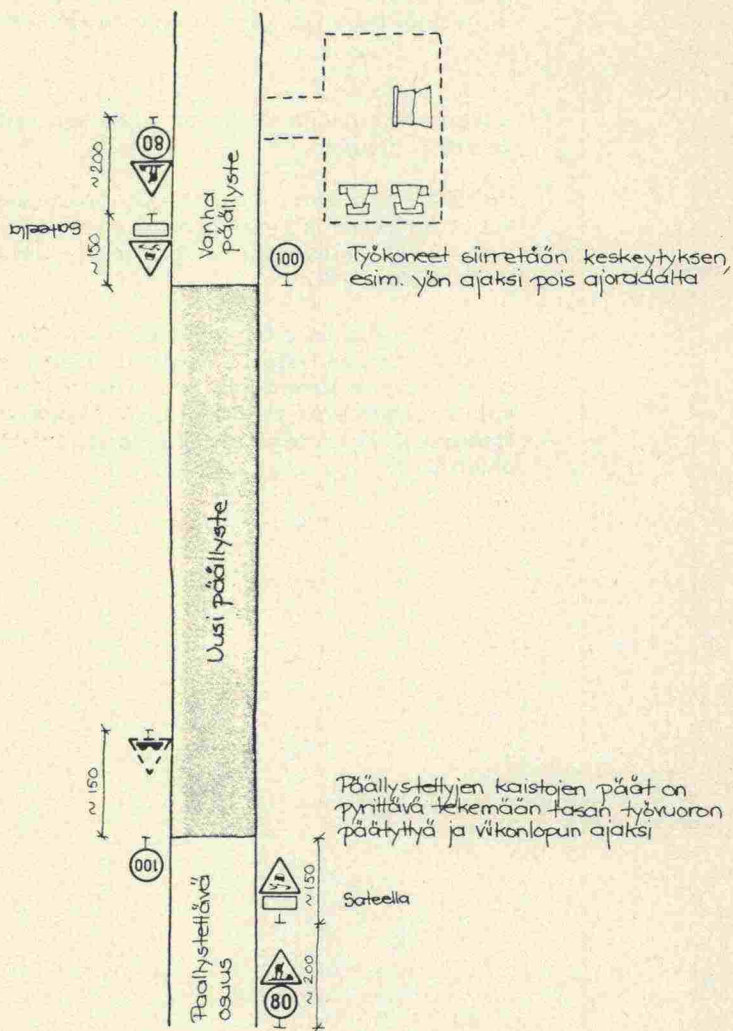 ~200
80
~150
Sateella
Vanha
päällyste
100
Työkoneet siirretään keskeytyksen,
esim. yön ajaksi pois ajoradalta
Uusi päällyste
~150
Päällystettyjen kaistojen päät on
pyrittävä tekemään tasan työvuoron
päätyttyä ja viikonlopun ajaksi
100
~150
Sateella
Päällystettävä
osuus
80
~200